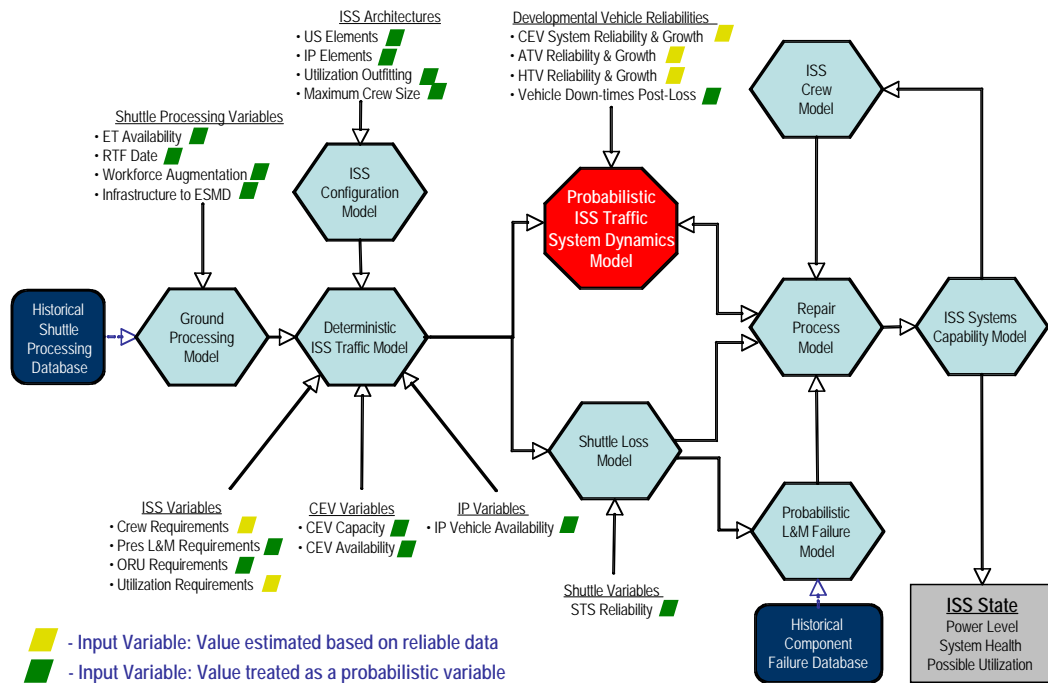 ISS Architectures
• US Elements
• IP Elements
• Utilization Outfitting
• Maximum Crew Size
Developmental Vehicle Reliabilities
• CEV System Reliability & Growth
• ATV Reliability & Growth
• HTV Reliability & Growth
• Vehicle Down-times Post-Loss
Shuttle Processing Variables
• ET Availability
• RTF Date
• Workforce Augmentation
• Infrastructure to ESMD
ISS
Crew
Model
ISS
Configuration
Model
Probabilistic
ISS Traffic
System Dynamics
Model
Historical
Shuttle
Processing
Database
Ground
Processing
Model
Deterministic
ISS Traffic Model
Repair
Process
Model
ISS Systems
Capability Model
Shuttle Loss
Model
Probabilistic
L&M Failure
Model
ISS Variables
• Crew Requirements
• Pres L&M Requirements
• ORU Requirements
• Utilization Requirements
CEV Variables
• CEV Capacity
• CEV Availability
IP Variables
• IP Vehicle Availability
Shuttle Variables
STS Reliability
Historical
Component
Failure Database
ISS State
Power Level
System Health
Possible Utilization
- Input Variable: Value estimated based on reliable data
- Input Variable: Value treated as a probabilistic variable